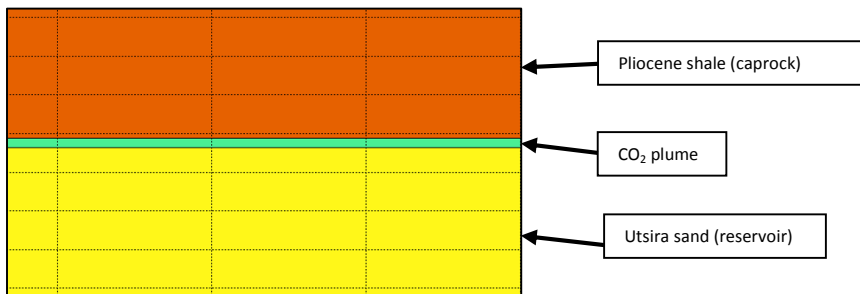 Pliocene shale (caprock)
CO₂ plume
Utsira sand (reservoir)